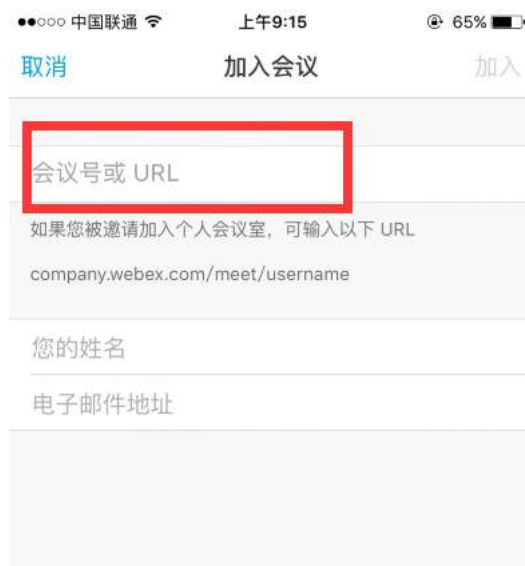 ●●○○○ 中国联通 上午9:15 65%
取消 加入会议 加入
会议号或 URL
如果您被邀请加入个人会议室，可输入以下 URL
company.webex.com/meet/username
您的姓名
电子邮件地址